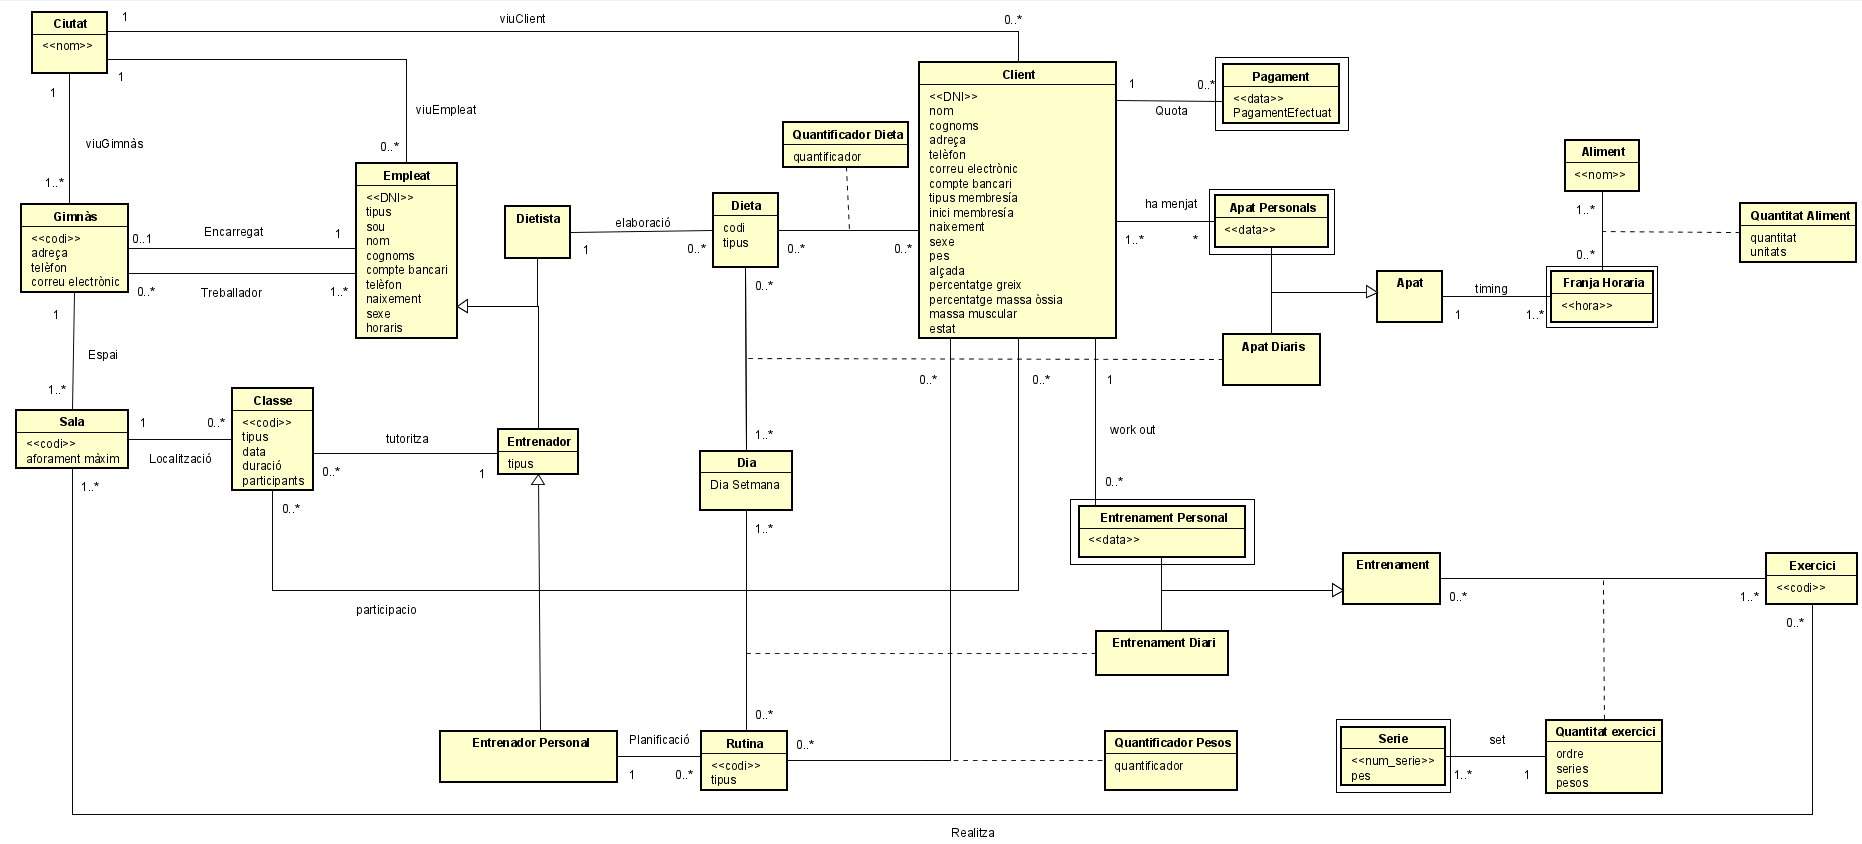 Ciutat
<<nom>>
1
viuClient
0..*
1
1
viuEmpleat
0..*
viuGimnàs
1..*
Gimnàs
<<codi>>
adreça
telèfon
correu electrònic
0..1
Encarregat
1
0..*
Treballador
1..*
Empleat
<<DNI>>
tipus
sou
nom
cognoms
compte bancari
telèfon
naixement
sexe
horaris
Dietista
1
elaboració
0..*
Dieta
codi
tipus
0..*
0..*
0..*
Quantificador Dieta
quantificador
Client
<<DNI>>
nom
cognoms
adreça
telèfon
correu electrònic
compte bancari
tipus membresía
inici membresía
naixement
sexe
pes
alçada
percentatge greix
percentatge massa òssia
massa muscular
estat
1
Quota
0..*
Pagament
<<data>>
PagamentEfectuat
ha menjat
1..*
*
Apat Personals
<<data>>
Apat Diaris
Apat
timing
1
1..*
Franja Horaria
<<hora>>
Aliment
<<nom>>
1..*
0..*
Quantitat Aliment
quantitat
unitats
1
Espai
1..*
Sala
<<codi>>
aforament màxim
1
Localització
0..*
1..*
Classe
<<codi>>
tipus
data
duració
participants
0..*
tutoritza
1
0..*
participacio
Entrenador
tipus
1..*
Dia
Dia Setmana
1..*
0..*
0..*
0..*
1
work out
0..*
Entrenament Personal
<<data>>
Entrenament Diari
Entrenament
0..*
1..*
Exercici
<<codi>>
0..*
Entrenador Personal
Planificació
1
0..*
Rutina
<<codi>>
tipus
0..*
Quantificador Pesos
quantificador
Serie
<<num_serie>>
pes
set
1..*
1
Quantitat exercici
ordre
series
pesos
Realitza